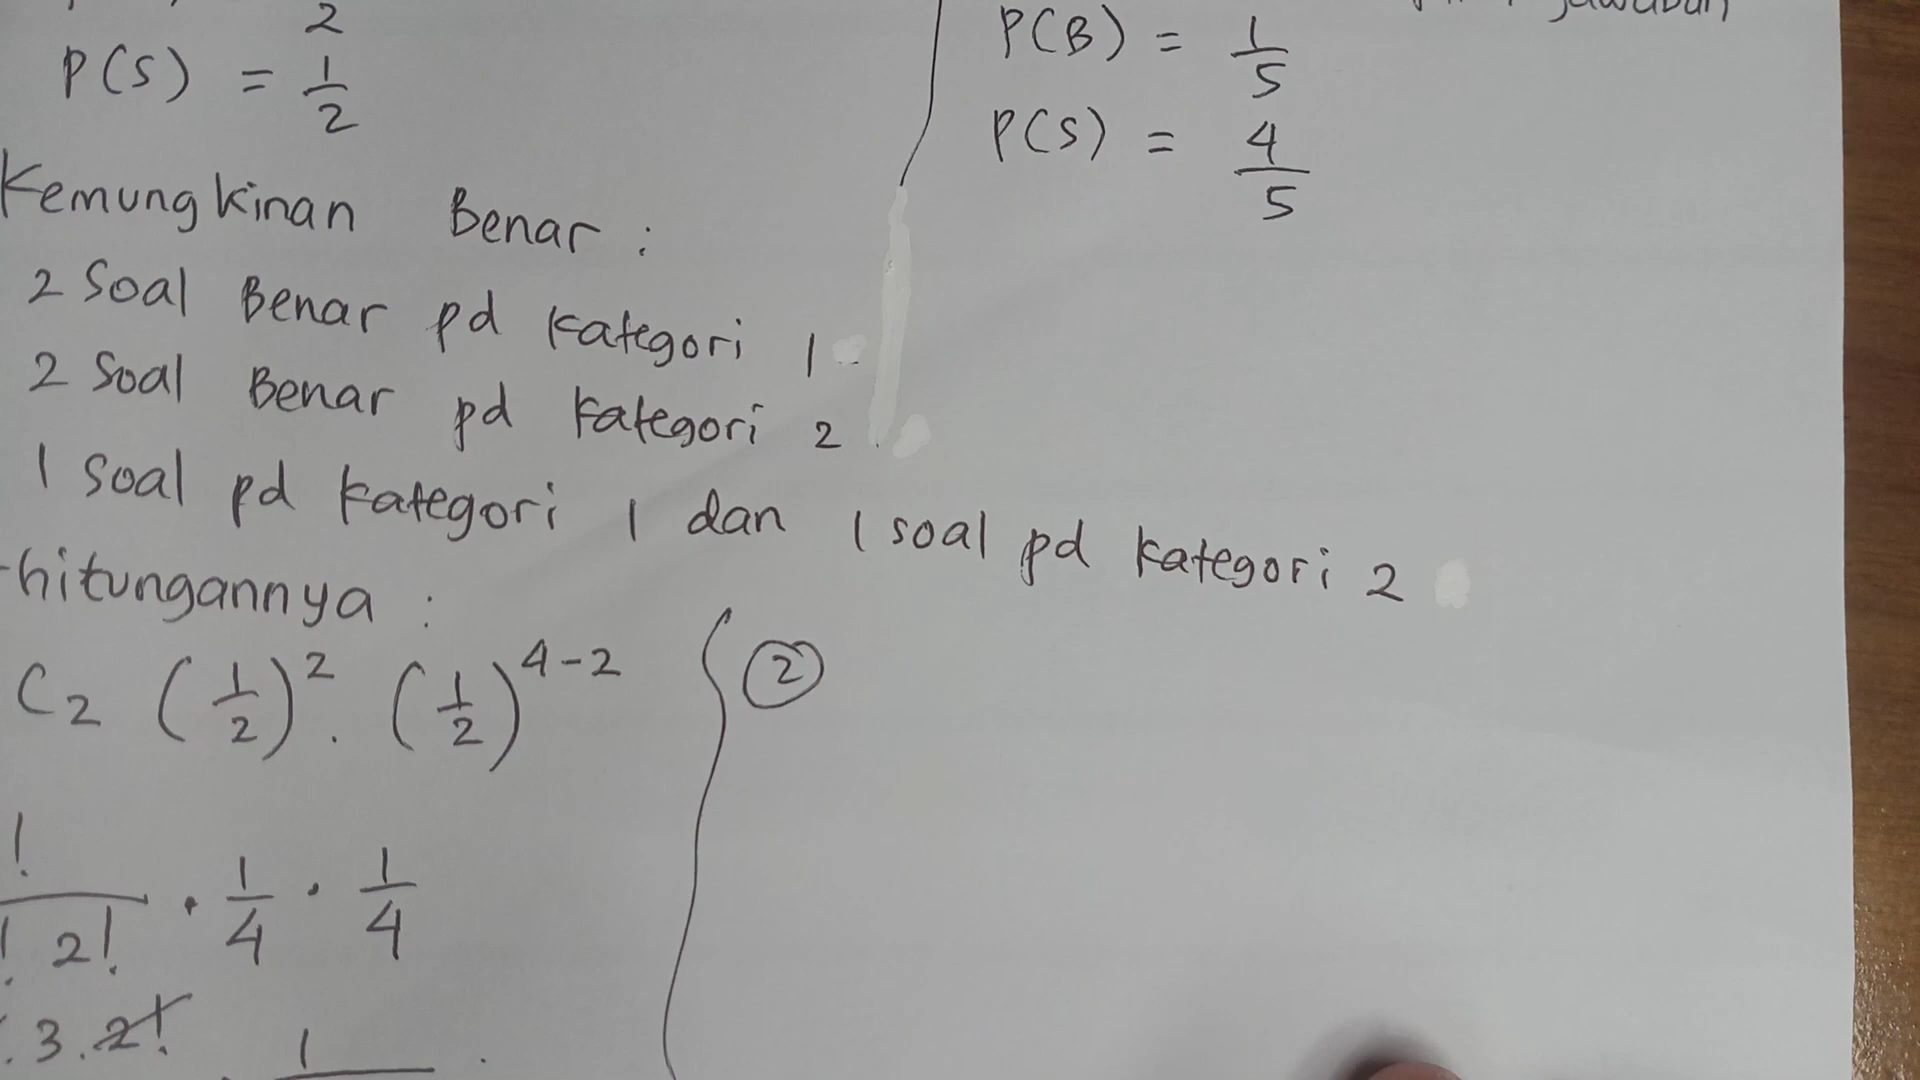 2
P(S) = 1/2
P(B) = 1/5
P(S) = 4/5
Kemungkinan Benar :
2 Soal Benar pd kategori 1
2 Soal Benar pd kategori 2
1 Soal pd kategori 1 dan 1 soal pd kategori 2
hitungannya :
C₂ (1/2)² . (1/2)⁴⁻²
②
!
! 2! . 1/4 . 1/4
. 3 . 2! 1 .